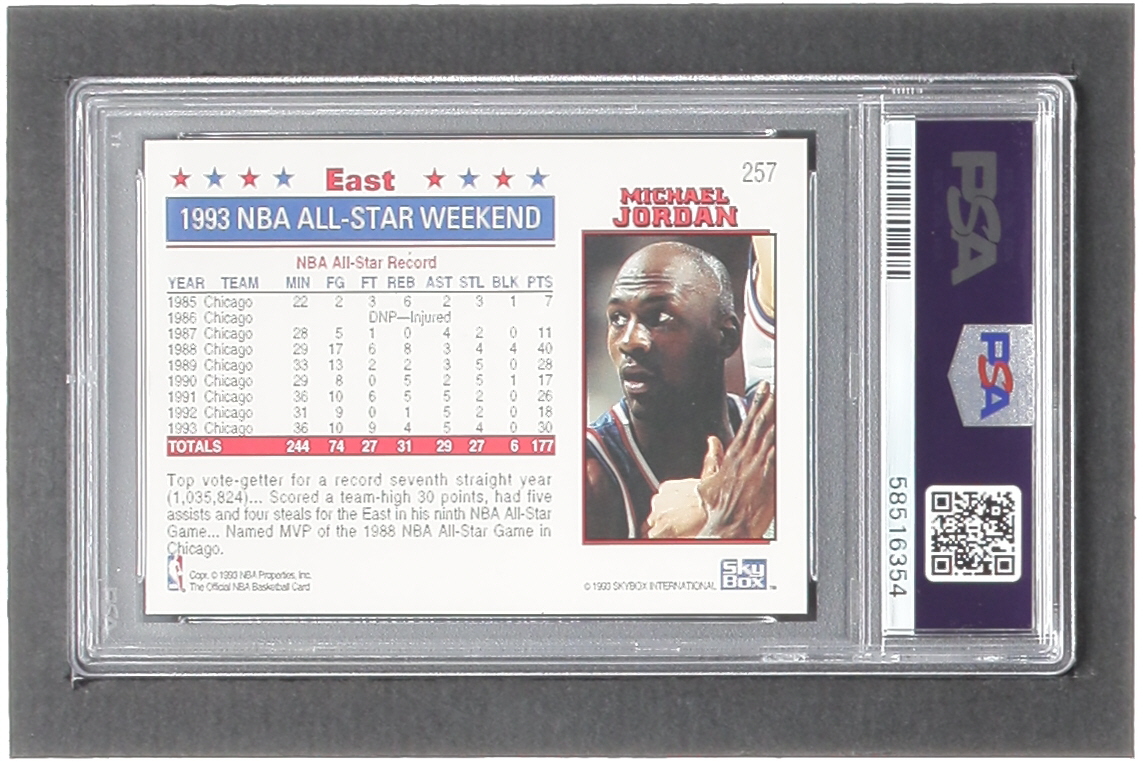 257
★ ★ ★ ★ East ★ ★ ★ ★
1993 NBA ALL-STAR WEEKEND
MICHAEL
JORDAN
NBA All-Star Record
YEAR TEAM MIN FG FT REB AST STL BLK PTS
1985 Chicago 22 2 3 6 2 3 1 7
1986 Chicago DNP—Injured
1987 Chicago 28 5 1 0 4 2 0 11
1988 Chicago 29 17 6 8 3 4 4 40
1989 Chicago 33 13 2 2 3 5 0 28
1990 Chicago 29 8 0 5 2 5 1 17
1991 Chicago 36 10 6 5 5 2 0 26
1992 Chicago 31 9 0 1 5 2 0 18
1993 Chicago 36 10 9 4 5 4 0 30
TOTALS 244 74 27 31 29 27 6 177
Top vote-getter for a record seventh straight year
(1,035,824)... Scored a team-high 30 points, had five
assists and four steals for the East in his ninth NBA All-Star
Game... Named MVP of the 1988 NBA All-Star Game in
Chicago.
Copr. © 1993 NBA Properties, Inc.
The Official NBA Basketball Card
© 1993 SKYBOX INTERNATIONAL
Sky
Box ™
PSA
PSA
58516354
PSA